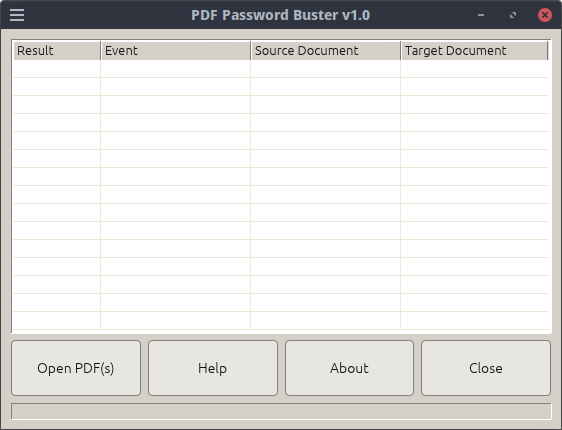 PDF Password Buster v1.0
Result Event Source Document Target Document
Open PDF(s) Help About Close